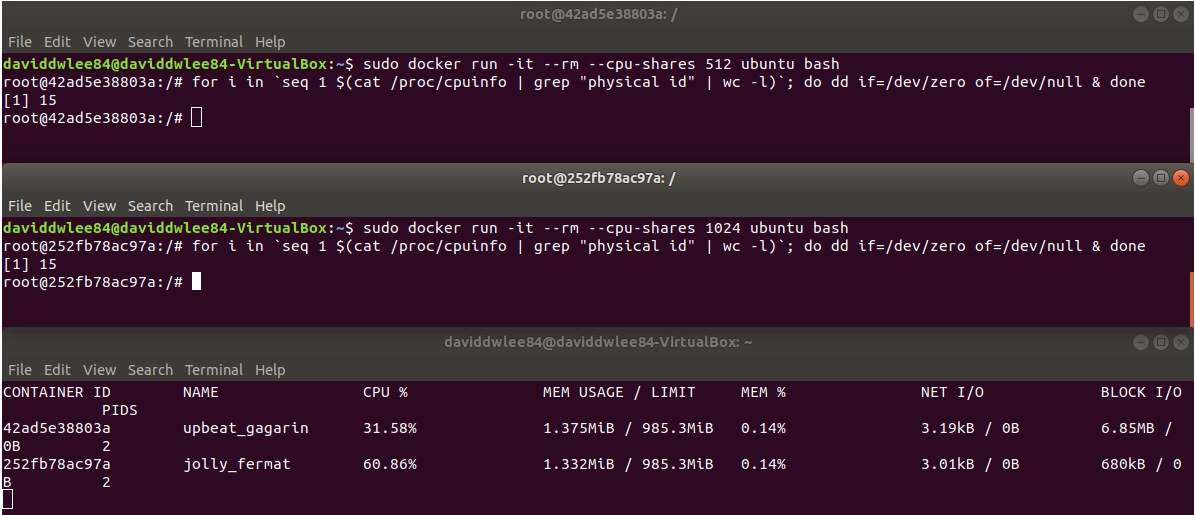 root@42ad5e38803a: /
File Edit View Search Terminal Help
daviddwlee84@daviddwlee84-VirtualBox:~$ sudo docker run -it --rm --cpu-shares 512 ubuntu bash
root@42ad5e38803a:/# for i in `seq 1 $(cat /proc/cpuinfo | grep "physical id" | wc -l)`; do dd if=/dev/zero of=/dev/null & done
[1] 15
root@42ad5e38803a:/#
root@252fb78ac97a: /
File Edit View Search Terminal Help
daviddwlee84@daviddwlee84-VirtualBox:~$ sudo docker run -it --rm --cpu-shares 1024 ubuntu bash
root@252fb78ac97a:/# for i in `seq 1 $(cat /proc/cpuinfo | grep "physical id" | wc -l)`; do dd if=/dev/zero of=/dev/null & done
[1] 15
root@252fb78ac97a:/#
daviddwlee84@daviddwlee84-VirtualBox: ~
File Edit View Search Terminal Help
CONTAINER ID NAME CPU % MEM USAGE / LIMIT MEM % NET I/O BLOCK I/O
PIDS
42ad5e38803a upbeat_gagarin 31.58% 1.375MiB / 985.3MiB 0.14% 3.19kB / 0B 6.85MB /
0B 2
252fb78ac97a jolly_fermat 60.86% 1.332MiB / 985.3MiB 0.14% 3.01kB / 0B 680kB / 0
B 2